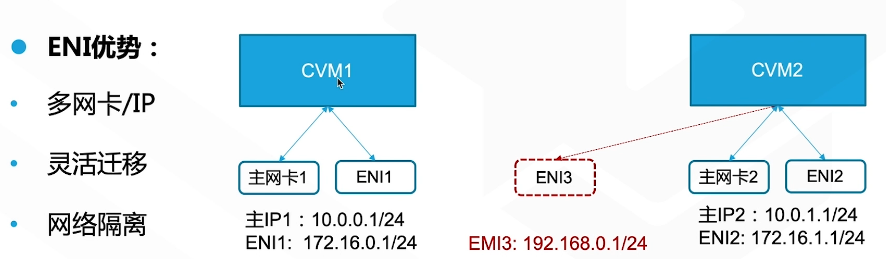 ENI优势：
多网卡/IP
灵活迁移
网络隔离
CVM1
主网卡1
ENI1
主IP1：10.0.0.1/24
ENI1: 172.16.0.1/24
ENI3
EMI3: 192.168.0.1/24
CVM2
主网卡2
ENI2
主IP2：10.0.1.1/24
ENI2: 172.16.1.1/24